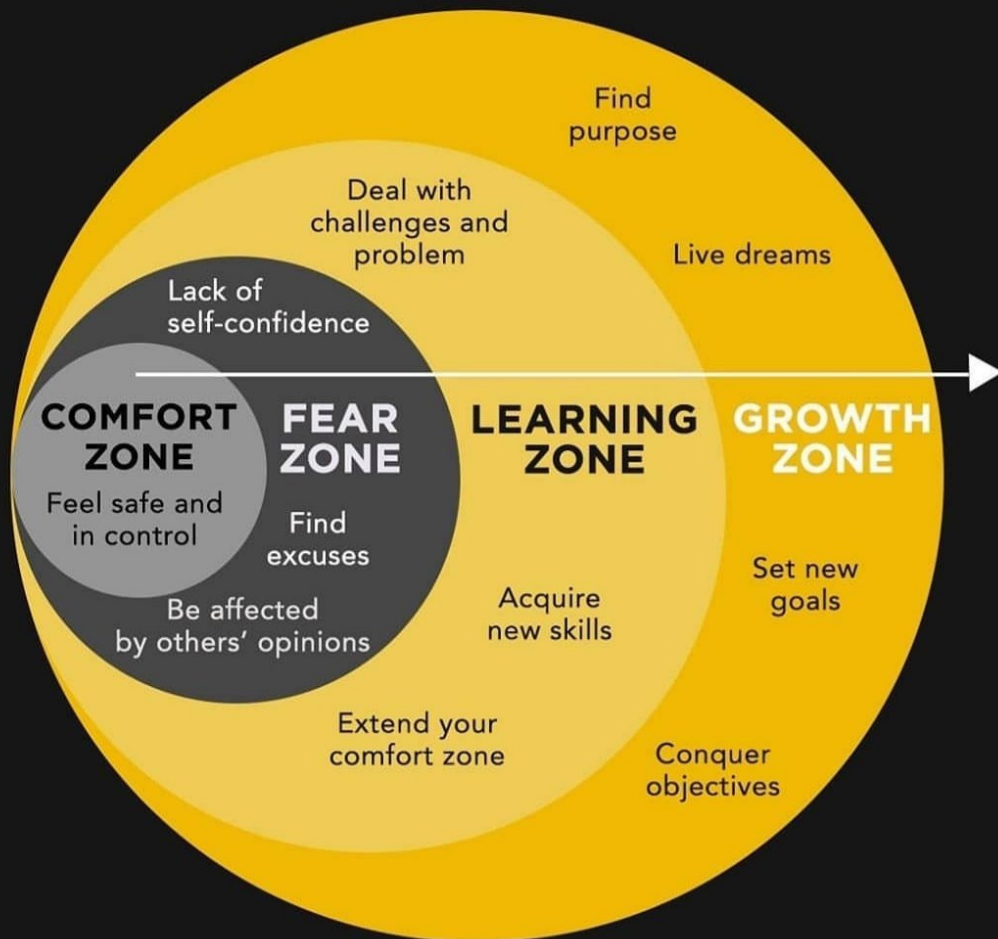 Find
purpose
Deal with
challenges and
problem
Live dreams
Lack of
self-confidence
COMFORT
ZONE
Feel safe and
in control
FEAR
ZONE
Find
excuses
Be affected
by others' opinions
LEARNING
ZONE
Acquire
new skills
Extend your
comfort zone
GROWTH
ZONE
Set new
goals
Conquer
objectives